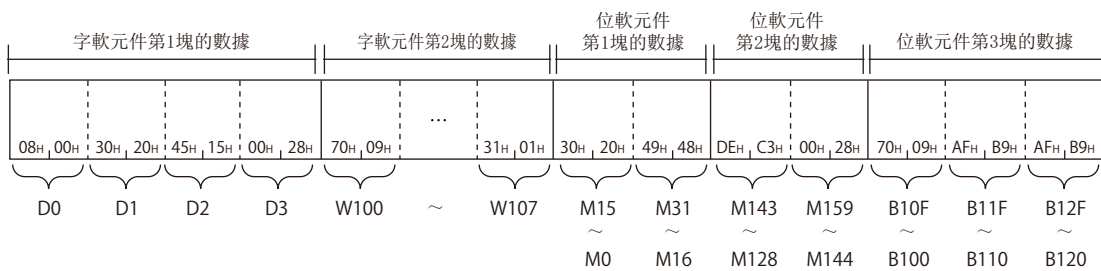 字軟元件第1塊的數據
字軟元件第2塊的數據
位軟元件
第1塊的數據
位軟元件
第2塊的數據
位軟元件第3塊的數據
08H 00H 30H 20H 45H 15H 00H 28H 70H 09H ... 31H 01H 30H 20H 49H 48H DEH C3H 00H 28H 70H 09H AFH B9H AFH B9H
D0 D1 D2 D3 W100 ~ W107 M15 M31 M143 M159 B10F B11F B12F
~ ~ ~ ~ ~ ~ ~
M0 M16 M128 M144 B100 B110 B120